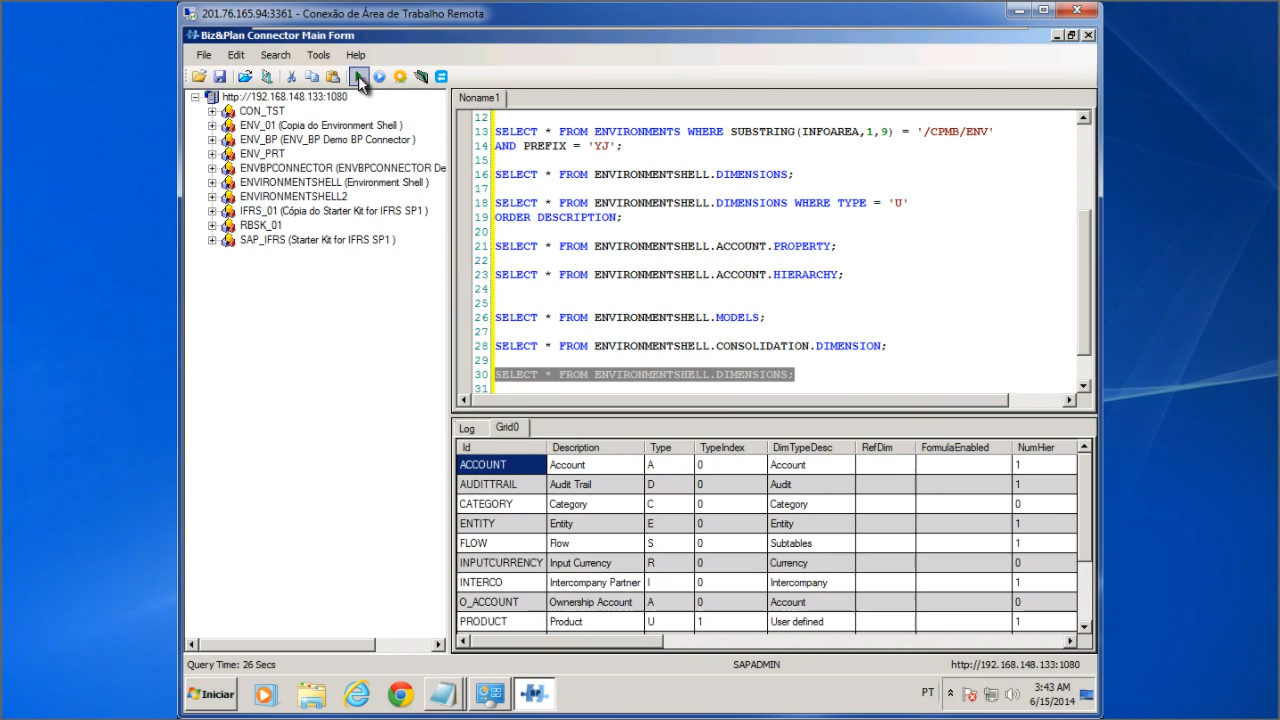 201.76.165.94:3361 - Conexão de Área de Trabalho Remota
Biz&Plan Connector Main Form
File Edit Search Tools Help
http://192.168.148.133:1080
CON_TST
ENV_01 (Copia do Environment Shell )
ENV_BP (ENV_BP Demo BP Connector )
ENV_PRT
ENVBPCONNECTOR (ENVBPCONNECTOR De
ENVIRONMENTSHELL (Environment Shell )
ENVIRONMENTSHELL2
IFRS_01 (Cópia do Starter Kit for IFRS SP1 )
RBSK_01
SAP_IFRS (Starter Kit for IFRS SP1 )
Noname1
12
13 SELECT * FROM ENVIRONMENTS WHERE SUBSTRING(INFOAREA,1,9) = '/CPMB/ENV'
14 AND PREFIX = 'YJ';
15
16 SELECT * FROM ENVIRONMENTSHELL.DIMENSIONS;
17
18 SELECT * FROM ENVIRONMENTSHELL.DIMENSIONS WHERE TYPE = 'U'
19 ORDER DESCRIPTION;
20
21 SELECT * FROM ENVIRONMENTSHELL.ACCOUNT.PROPERTY;
22
23 SELECT * FROM ENVIRONMENTSHELL.ACCOUNT.HIERARCHY;
24
25
26 SELECT * FROM ENVIRONMENTSHELL.MODELS;
27
28 SELECT * FROM ENVIRONMENTSHELL.CONSOLIDATION.DIMENSION;
29
30 SELECT * FROM ENVIRONMENTSHELL.DIMENSIONS;
31
Log Grid0
Id Description Type TypeIndex DimTypeDesc RefDim FormulaEnabled NumHier
ACCOUNT Account A 0 Account 1
AUDITTRAIL Audit Trail D 0 Audit 1
CATEGORY Category C 0 Category 0
ENTITY Entity E 0 Entity 1
FLOW Flow S 0 Subtables 1
INPUTCURRENCY Input Currency R 0 Currency 0
INTERCO Intercompany Partner I 0 Intercompany 1
O_ACCOUNT Ownership Account A 0 Account 0
PRODUCT Product U 1 User defined 1
Query Time: 26 Secs SAPADMIN http://192.168.148.133:1080
Iniciar BP PT 3:43 AM
6/15/2014